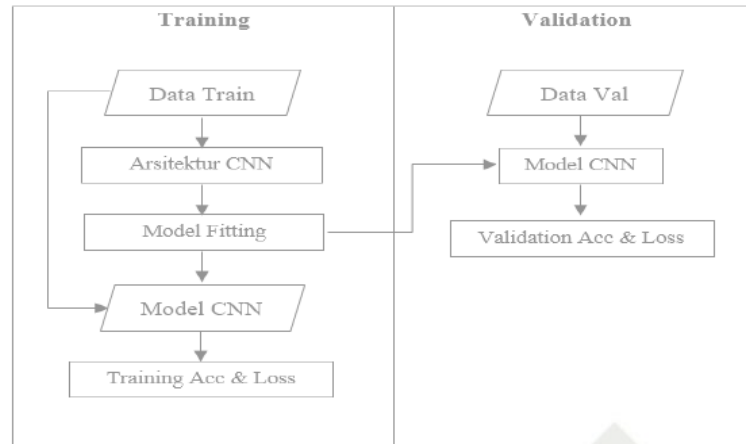 Training
Data Train
Arsitektur CNN
Model Fitting
Model CNN
Training Acc & Loss
Validation
Data Val
Model CNN
Validation Acc & Loss